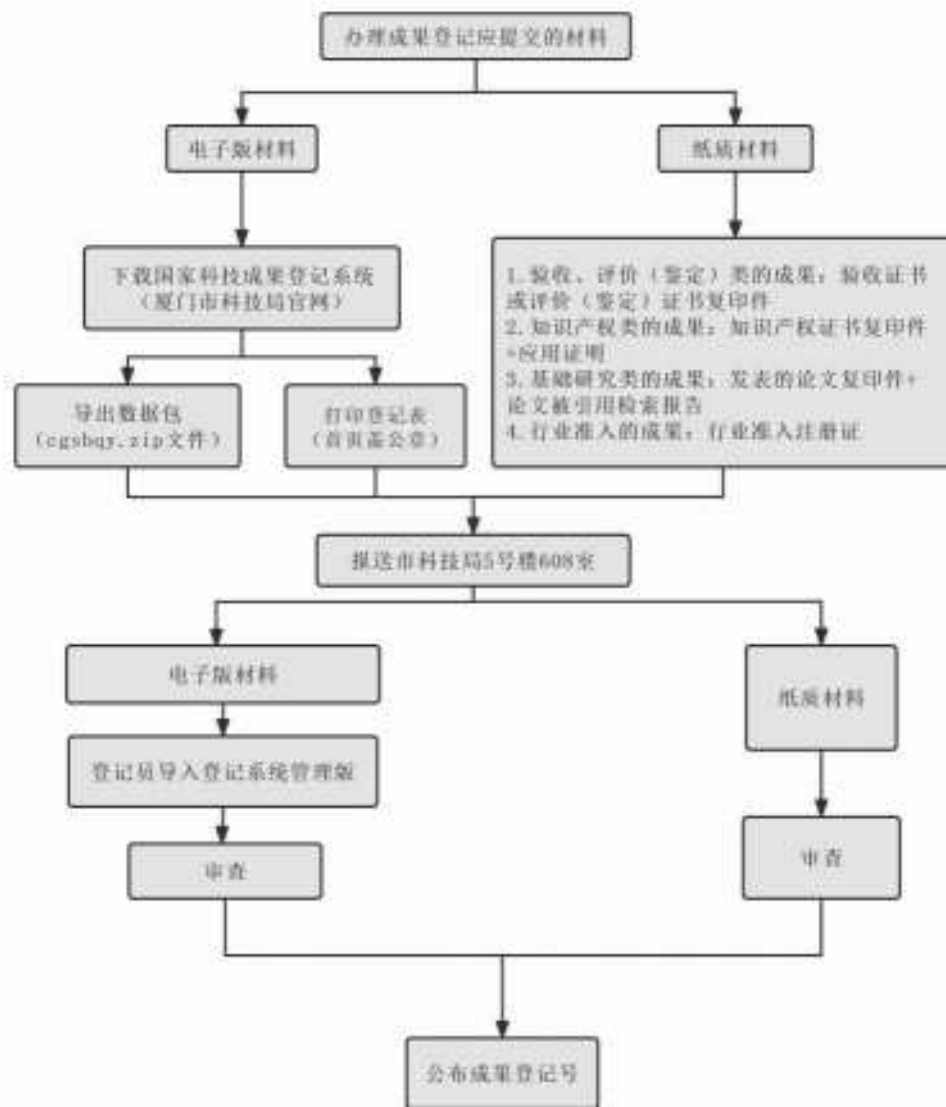 办理成果登记应提交的材料
电子版材料
纸质材料
下载国家科技成果登记系统
（厦门市科技局官网）
1.验收、评价（鉴定）类的成果：验收证书
或评价（鉴定）证书复印件
2.知识产权类的成果：知识产权证书复印件
+应用证明
3.基础研究类的成果：发表的论文复印件+
论文被引用检索报告
4.行业准入的成果：行业准入注册证
导出数据包
（cgsbqy.zip文件）
打印登记表
（首页盖公章）
报送市科技局5号楼608室
电子版材料
纸质材料
登记员导入登记系统管理版
审查
审查
公布成果登记号